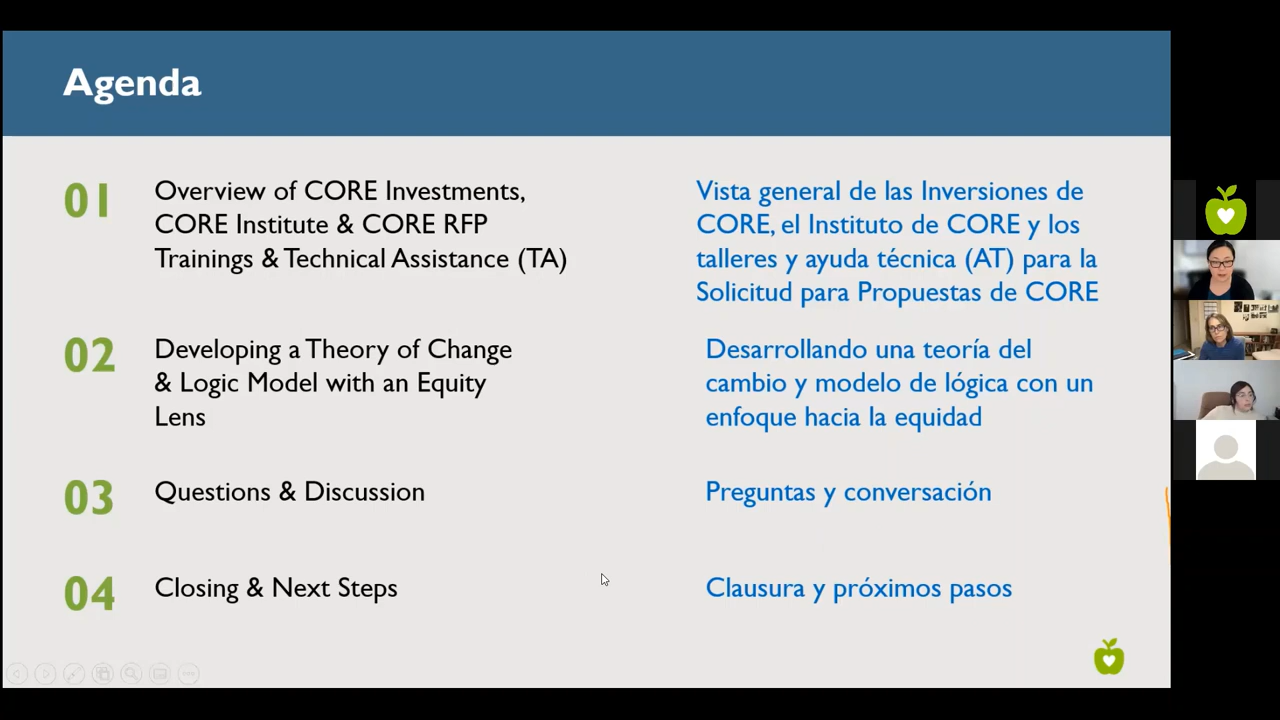 Agenda
01
Overview of CORE Investments,
CORE Institute & CORE RFP
Trainings & Technical Assistance (TA)
Vista general de las Inversiones de
CORE, el Instituto de CORE y los
talleres y ayuda técnica (AT) para la
Solicitud para Propuestas de CORE
02
Developing a Theory of Change
& Logic Model with an Equity
Lens
Desarrollando una teoría del
cambio y modelo de lógica con un
enfoque hacia la equidad
03
Questions & Discussion
Preguntas y conversación
04
Closing & Next Steps
Clausura y próximos pasos